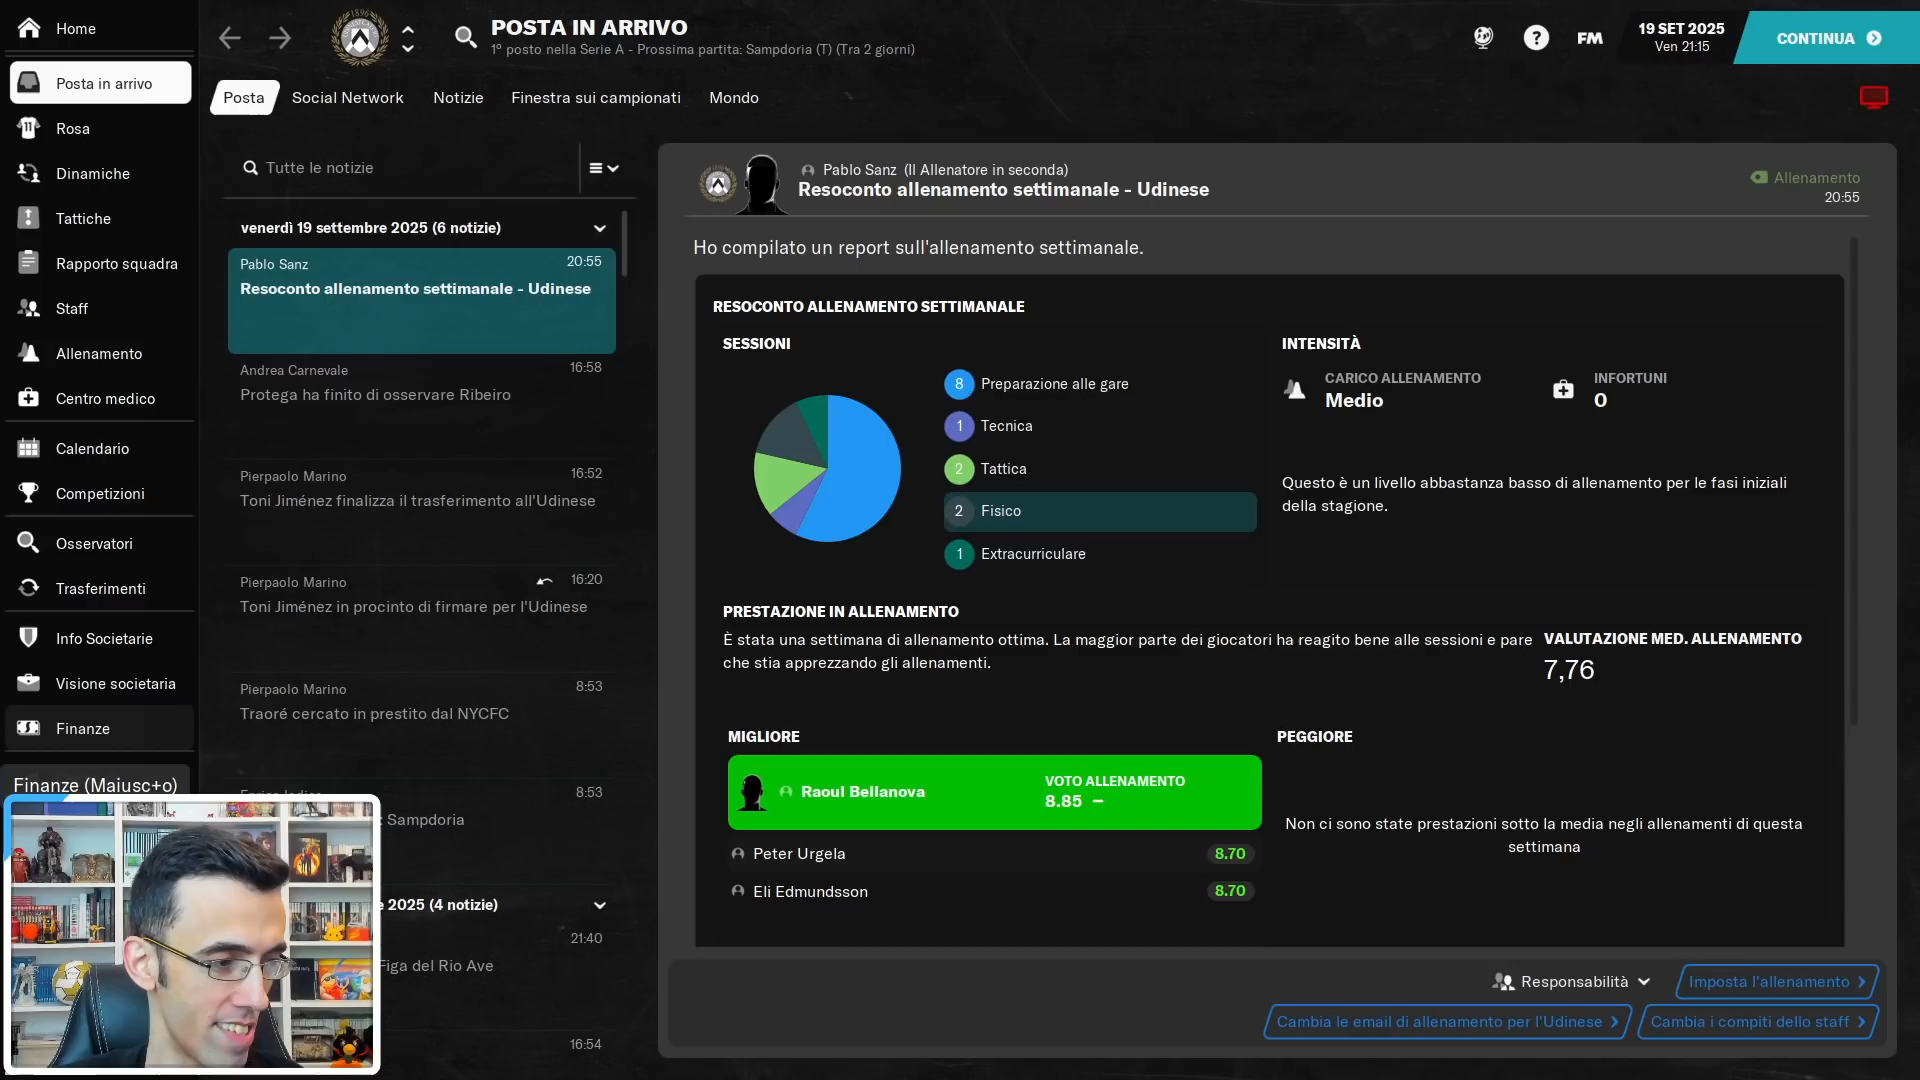 Home
Posta in arrivo
Rosa
Dinamiche
Tattiche
Rapporto squadra
Staff
Allenamento
Centro medico
Calendario
Competizioni
Osservatori
Trasferimenti
Info Societarie
Visione societaria
Finanze
Finanze (Maiusc+o)
POSTA IN ARRIVO
1º posto nella Serie A - Prossima partita: Sampdoria (T) (Tra 2 giorni)
FM
19 SET 2025
Ven 21:15
CONTINUA
Posta
Social Network
Notizie
Finestra sui campionati
Mondo
Tutte le notizie
venerdì 19 settembre 2025 (6 notizie)
Pablo Sanz 20:55
Resoconto allenamento settimanale - Udinese
Andrea Carnevale 16:58
Protega ha finito di osservare Ribeiro
Pierpaolo Marino 16:52
Toni Jiménez finalizza il trasferimento all'Udinese
Pierpaolo Marino 16:20
Toni Jiménez in procinto di firmare per l'Udinese
Pierpaolo Marino 8:53
Traoré cercato in prestito dal NYCFC
8:53
: Sampdoria
2025 (4 notizie)
21:40
Figa del Rio Ave
16:54
Pablo Sanz (Il Allenatore in seconda)
Resoconto allenamento settimanale - Udinese
Allenamento
20:55
Ho compilato un report sull'allenamento settimanale.
RESOCONTO ALLENAMENTO SETTIMANALE
SESSIONI
8 Preparazione alle gare
1 Tecnica
2 Tattica
2 Fisico
1 Extracurriculare
INTENSITÀ
CARICO ALLENAMENTO
Medio
INFORTUNI
0
Questo è un livello abbastanza basso di allenamento per le fasi iniziali
della stagione.
PRESTAZIONE IN ALLENAMENTO
È stata una settimana di allenamento ottima. La maggior parte dei giocatori ha reagito bene alle sessioni e pare
che stia apprezzando gli allenamenti.
VALUTAZIONE MED. ALLENAMENTO
7,76
MIGLIORE
Raoul Bellanova
VOTO ALLENAMENTO
8.85 –
Peter Urgela 8.70
Eli Edmundsson 8.70
PEGGIORE
Non ci sono state prestazioni sotto la media negli allenamenti di questa
settimana
Responsabilità
Imposta l'allenamento
Cambia le email di allenamento per l'Udinese
Cambia i compiti dello staff